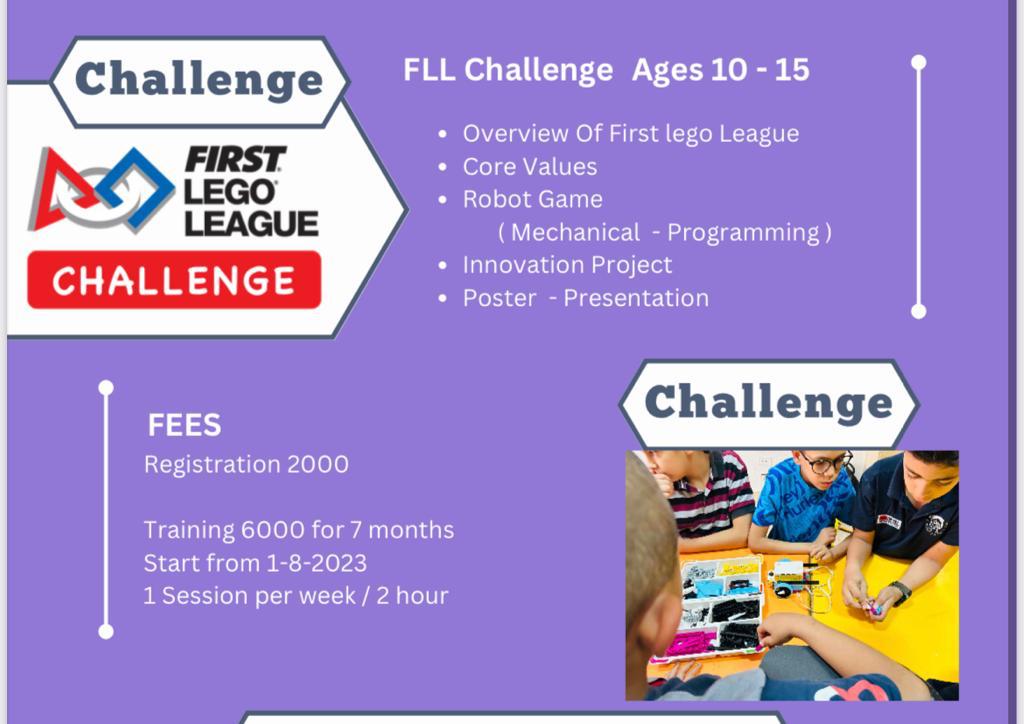 Challenge
FIRST
LEGO
LEAGUE
CHALLENGE
FLL Challenge Ages 10 - 15
• Overview Of First lego League
• Core Values
• Robot Game
( Mechanical - Programming )
• Innovation Project
• Poster - Presentation
FEES
Registration 2000
Training 6000 for 7 months
Start from 1-8-2023
1 Session per week / 2 hour
Challenge